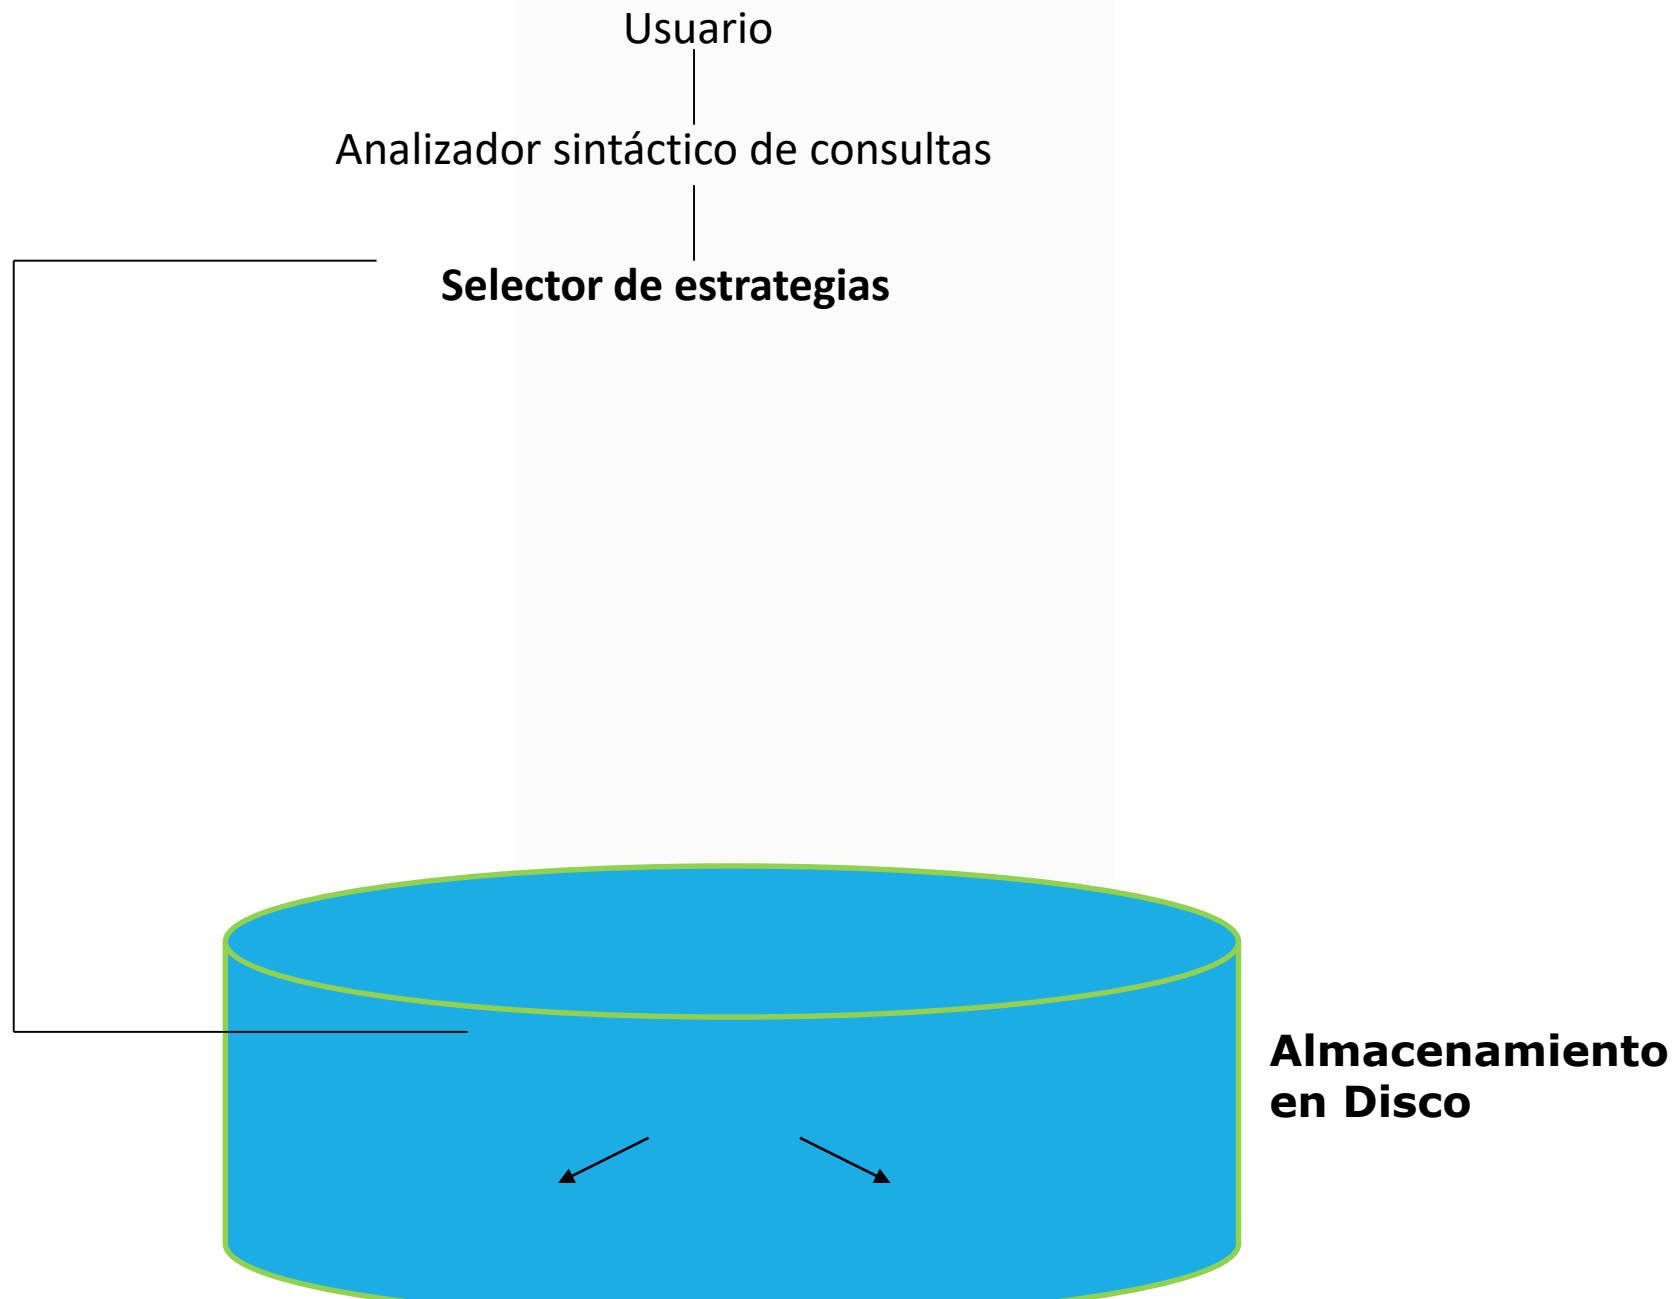 Usuario
Analizador sintáctico de consultas
Selector de estrategias
Almacenamiento
en Disco